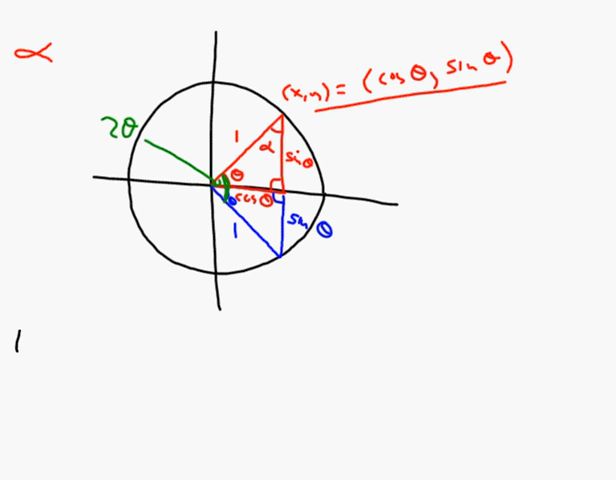 α
(x,y) = (cos θ, sin θ)
2θ
1
α
sin θ
θ
cos θ
θ
1
sin θ
1